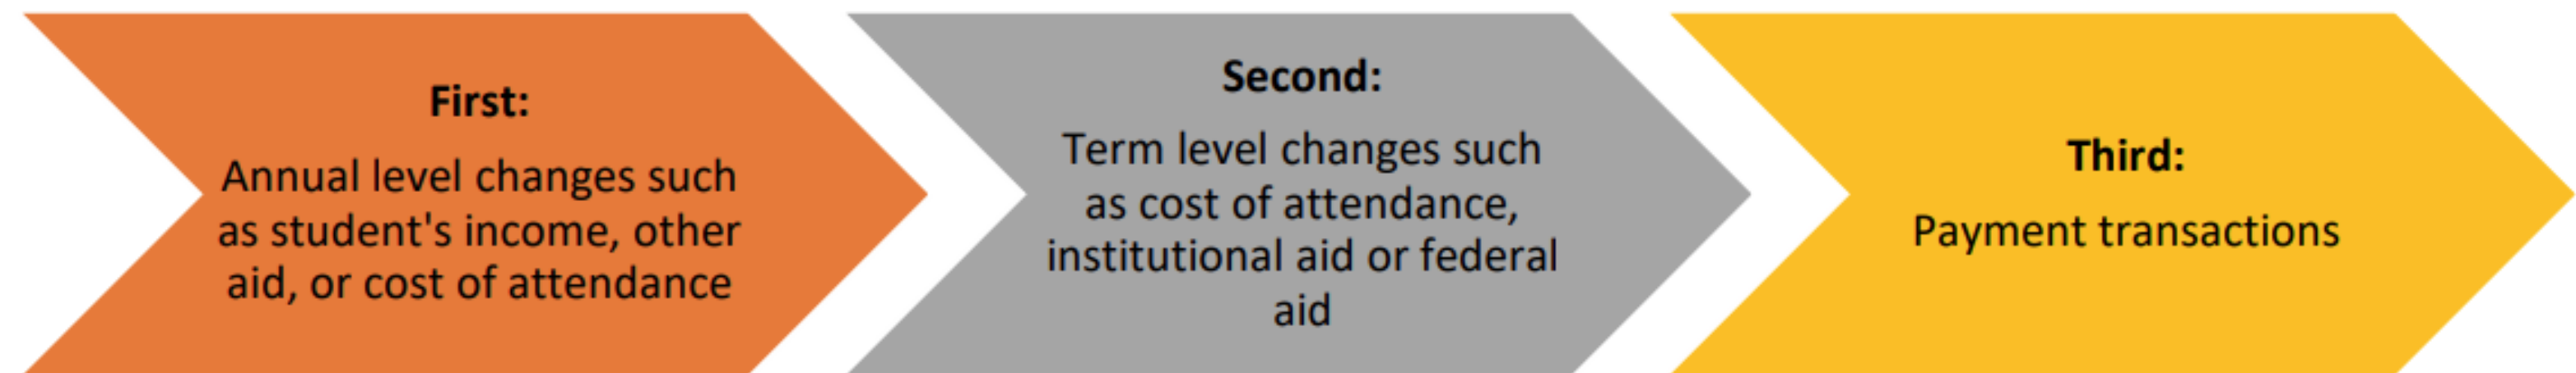 First:
Annual level changes such
as student's income, other
aid, or cost of attendance
Second:
Term level changes such
as cost of attendance,
institutional aid or federal
aid
Third:
Payment transactions